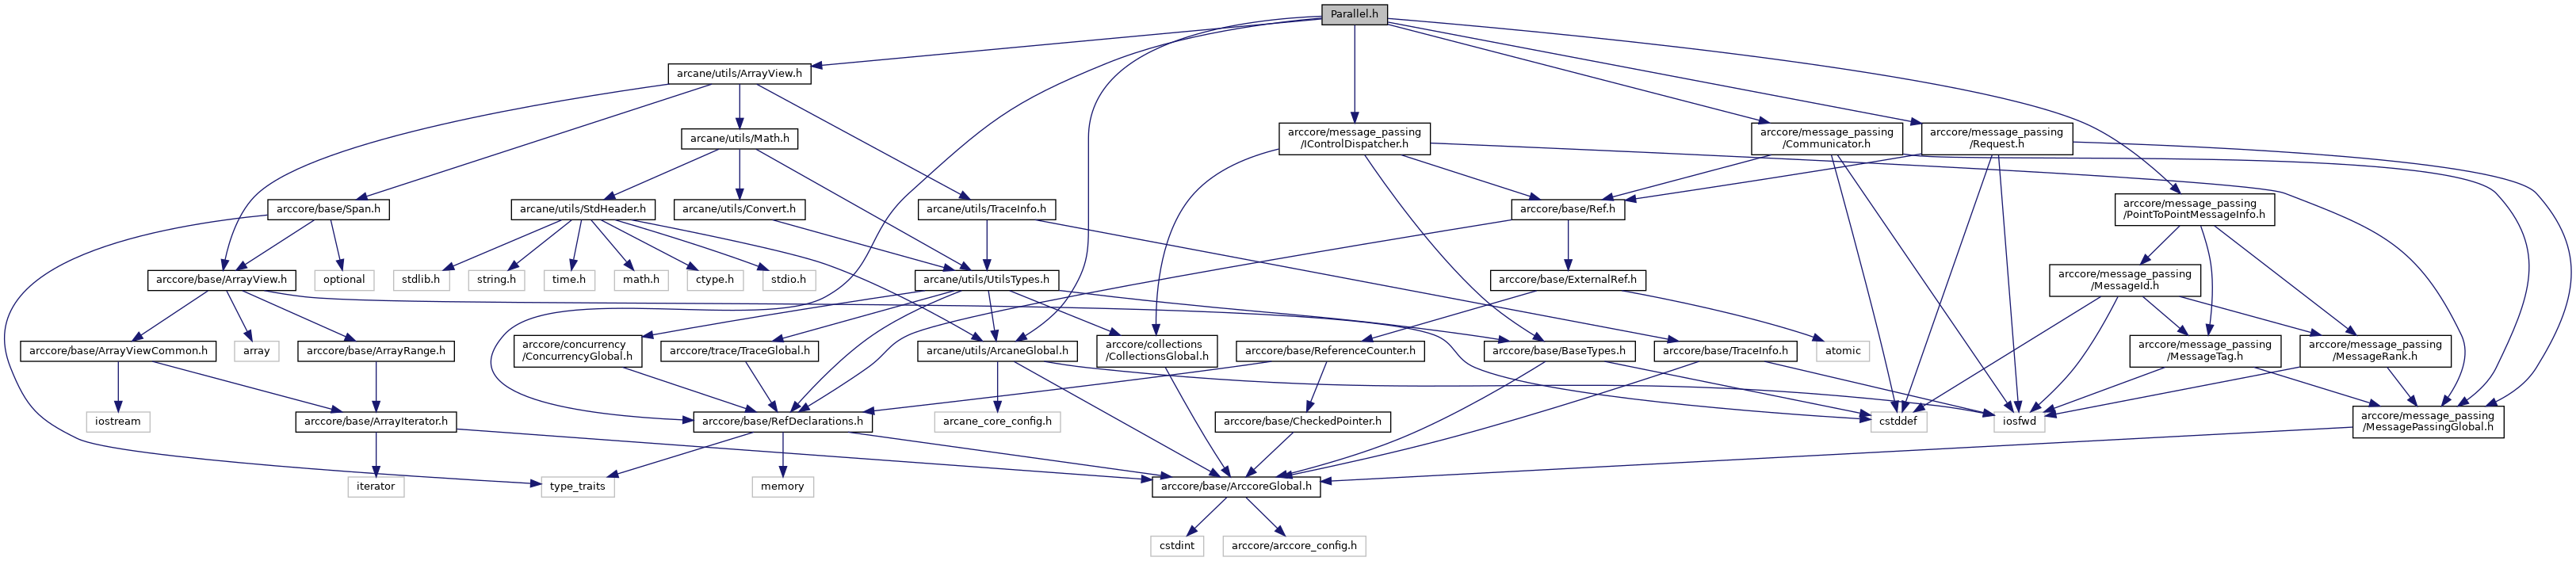 Parallel.h
arcane/utils/ArrayView.h
arccore/message_passing
/IControlDispatcher.h
arccore/message_passing
/Communicator.h
arccore/message_passing
/Request.h
arcane/utils/Math.h
arccore/base/Span.h
arcane/utils/StdHeader.h
arcane/utils/Convert.h
arcane/utils/TraceInfo.h
arccore/base/Ref.h
arccore/message_passing
/PointToPointMessageInfo.h
arccore/base/ArrayView.h
optional
stdlib.h
string.h
time.h
math.h
ctype.h
stdio.h
arcane/utils/UtilsTypes.h
arccore/base/ExternalRef.h
arccore/message_passing
/MessageId.h
arccore/base/ArrayViewCommon.h
array
arccore/base/ArrayRange.h
arccore/concurrency
/ConcurrencyGlobal.h
arccore/trace/TraceGlobal.h
arcane/utils/ArcaneGlobal.h
arccore/collections
/CollectionsGlobal.h
arccore/base/ReferenceCounter.h
arccore/base/BaseTypes.h
arccore/base/TraceInfo.h
atomic
arccore/message_passing
/MessageTag.h
arccore/message_passing
/MessageRank.h
iostream
arccore/base/ArrayIterator.h
arccore/base/RefDeclarations.h
arcane_core_config.h
arccore/base/CheckedPointer.h
cstddef
iosfwd
arccore/message_passing
/MessagePassingGlobal.h
iterator
type_traits
memory
arccore/base/ArccoreGlobal.h
cstdint
arccore/arccore_config.h